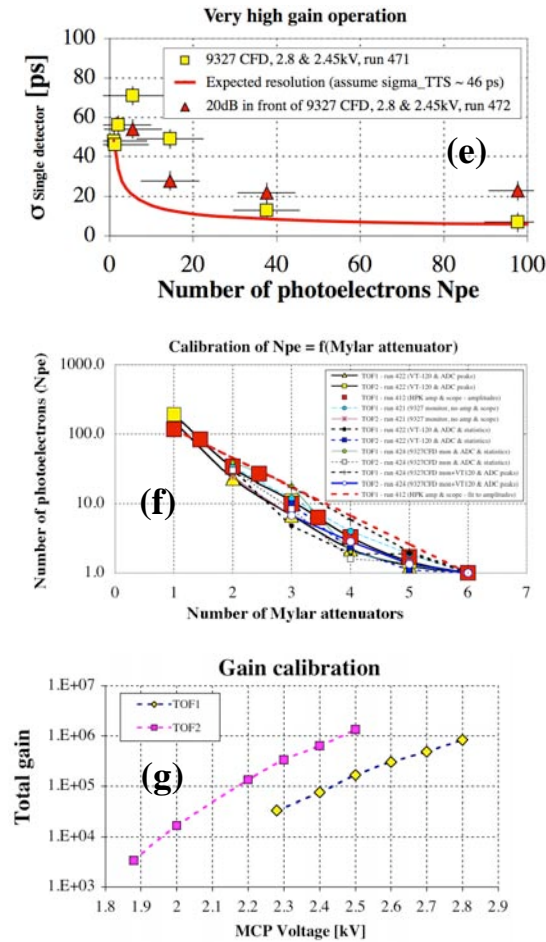 Very high gain operation
σ Single detector [ps]
100
80
60
40
20
0
9327 CFD, 2.8 & 2.45kV, run 471
Expected resolution (assume sigma_TTS ~ 46 ps)
20dB in front of 9327 CFD, 2.8 & 2.45kV, run 472
(e)
0 20 40 60 80 100
Number of photoelectrons Npe
Calibration of Npe = f(Mylar attenuator)
Number of photoelectrons (Npe)
1000.0
100.0
10.0
1.0
TOF1 - run 422 (VT-120 & ADC peaks)
TOF2 - run 422 (VT-120 & ADC peaks)
TOF1 - run 412 (HPK amp & scope - amplitudes)
TOF1 - run 421 (9327 monitor, no amp & scope)
TOF2 - run 421 (9327 monitor, no amp & scope)
TOF1 - run 422 (VT-120 & ADC & statistics)
TOF2 - run 422 (VT-120 & ADC & statistics)
TOF1 - run 424 (9327CFD mon & ADC & statistics)
TOF2 - run 424 (9327CFD mon & ADC & statistics)
TOF1 - run 424 (9327CFD mon+VT120 & ADC peaks)
TOF2 - run 424 (9327CFD mon+VT120 & ADC peaks)
TOF1 - run 412 (HPK amp & scope - fit to amplitudes)
(f)
0 1 2 3 4 5 6 7
Number of Mylar attenuators
Gain calibration
Total gain
1.E+07
1.E+06
1.E+05
1.E+04
1.E+03
TOF1
TOF2
(g)
1.8 1.9 2 2.1 2.2 2.3 2.4 2.5 2.6 2.7 2.8 2.9
MCP Voltage [kV]